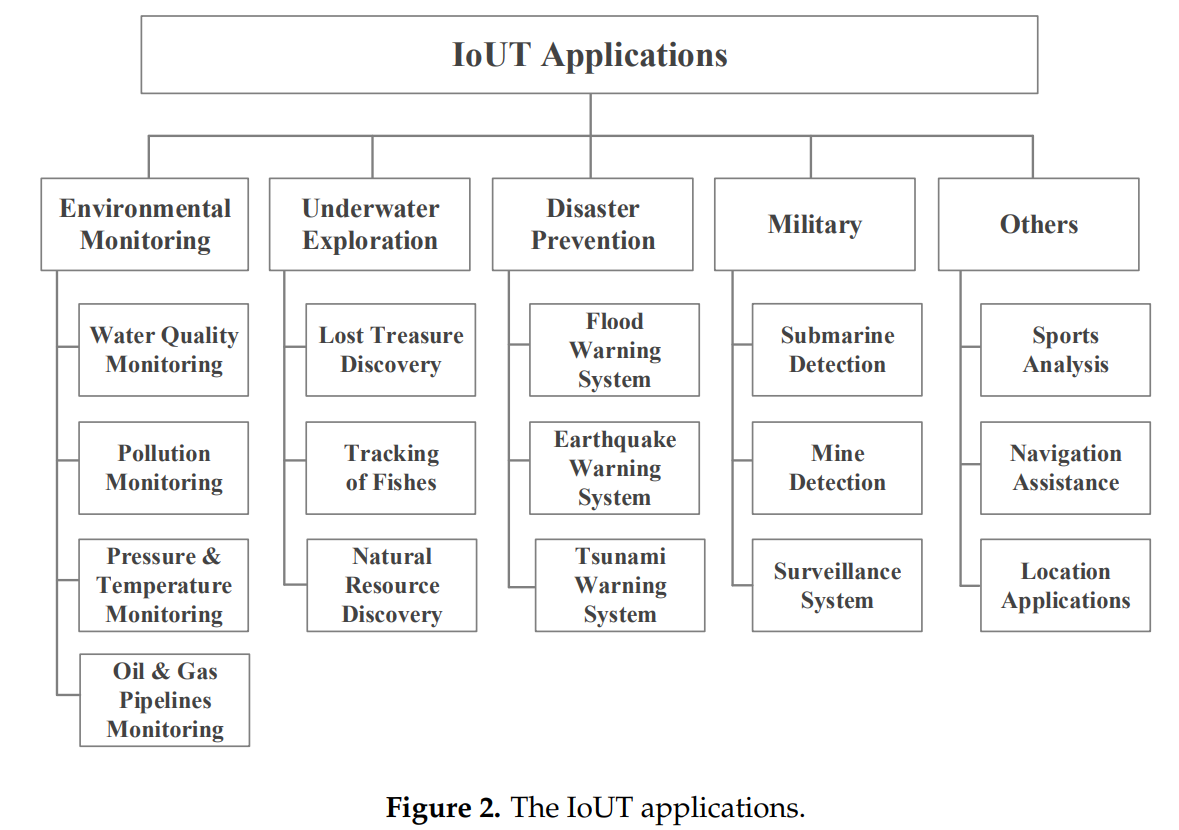 IoUT Applications
Environmental
Monitoring
Underwater
Exploration
Disaster
Prevention
Military
Others
Water Quality
Monitoring
Pollution
Monitoring
Pressure &
Temperature
Monitoring
Oil & Gas
Pipelines
Monitoring
Lost Treasure
Discovery
Tracking
of Fishes
Natural
Resource
Discovery
Flood
Warning
System
Earthquake
Warning
System
Tsunami
Warning
System
Submarine
Detection
Mine
Detection
Surveillance
System
Sports
Analysis
Navigation
Assistance
Location
Applications
Figure 2. The IoUT applications.